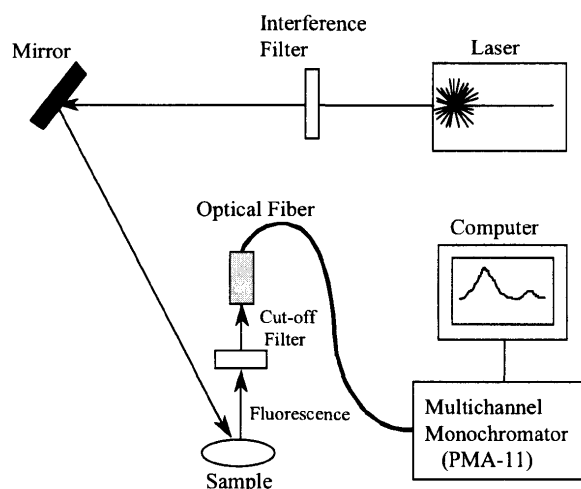 Interference
Filter
Laser
Mirror
Optical Fiber
Computer
Cut-off
Filter
Fluorescence
Multichannel
Monochromator
(PMA-11)
Sample